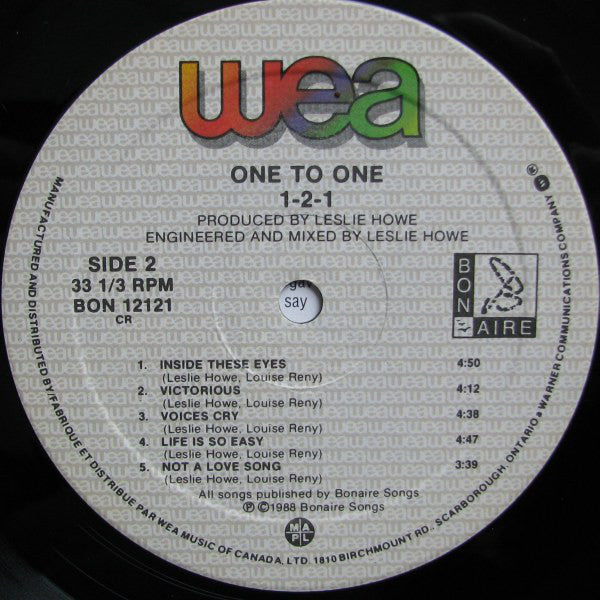 wea
ONE TO ONE
1-2-1
PRODUCED BY LESLIE HOWE
ENGINEERED AND MIXED BY LESLIE HOWE
SIDE 2
33 1/3 RPM
BON 12121
CR
BON
AIRE
say
1. INSIDE THESE EYES 4:50
(Leslie Howe, Louise Reny)
2. VICTORIOUS 4:12
(Leslie Howe, Louise Reny)
3. VOICES CRY 4:38
(Leslie Howe, Louise Reny)
4. LIFE IS SO EASY 4:47
(Leslie Howe, Louise Reny)
5. NOT A LOVE SONG 3:39
(Leslie Howe, Louise Reny)
All songs published by Bonaire Songs
Ⓟ ©1988 Bonaire Songs
MAPL
MANUFACTURED AND DISTRIBUTED BY/FABRIQUE ET DISTRIBUE PAR WEA MUSIC OF CANADA, LTD. 1810 BIRCHMOUNT RD., SCARBOROUGH, ONTARIO A WARNER COMMUNICATIONS COMPANY